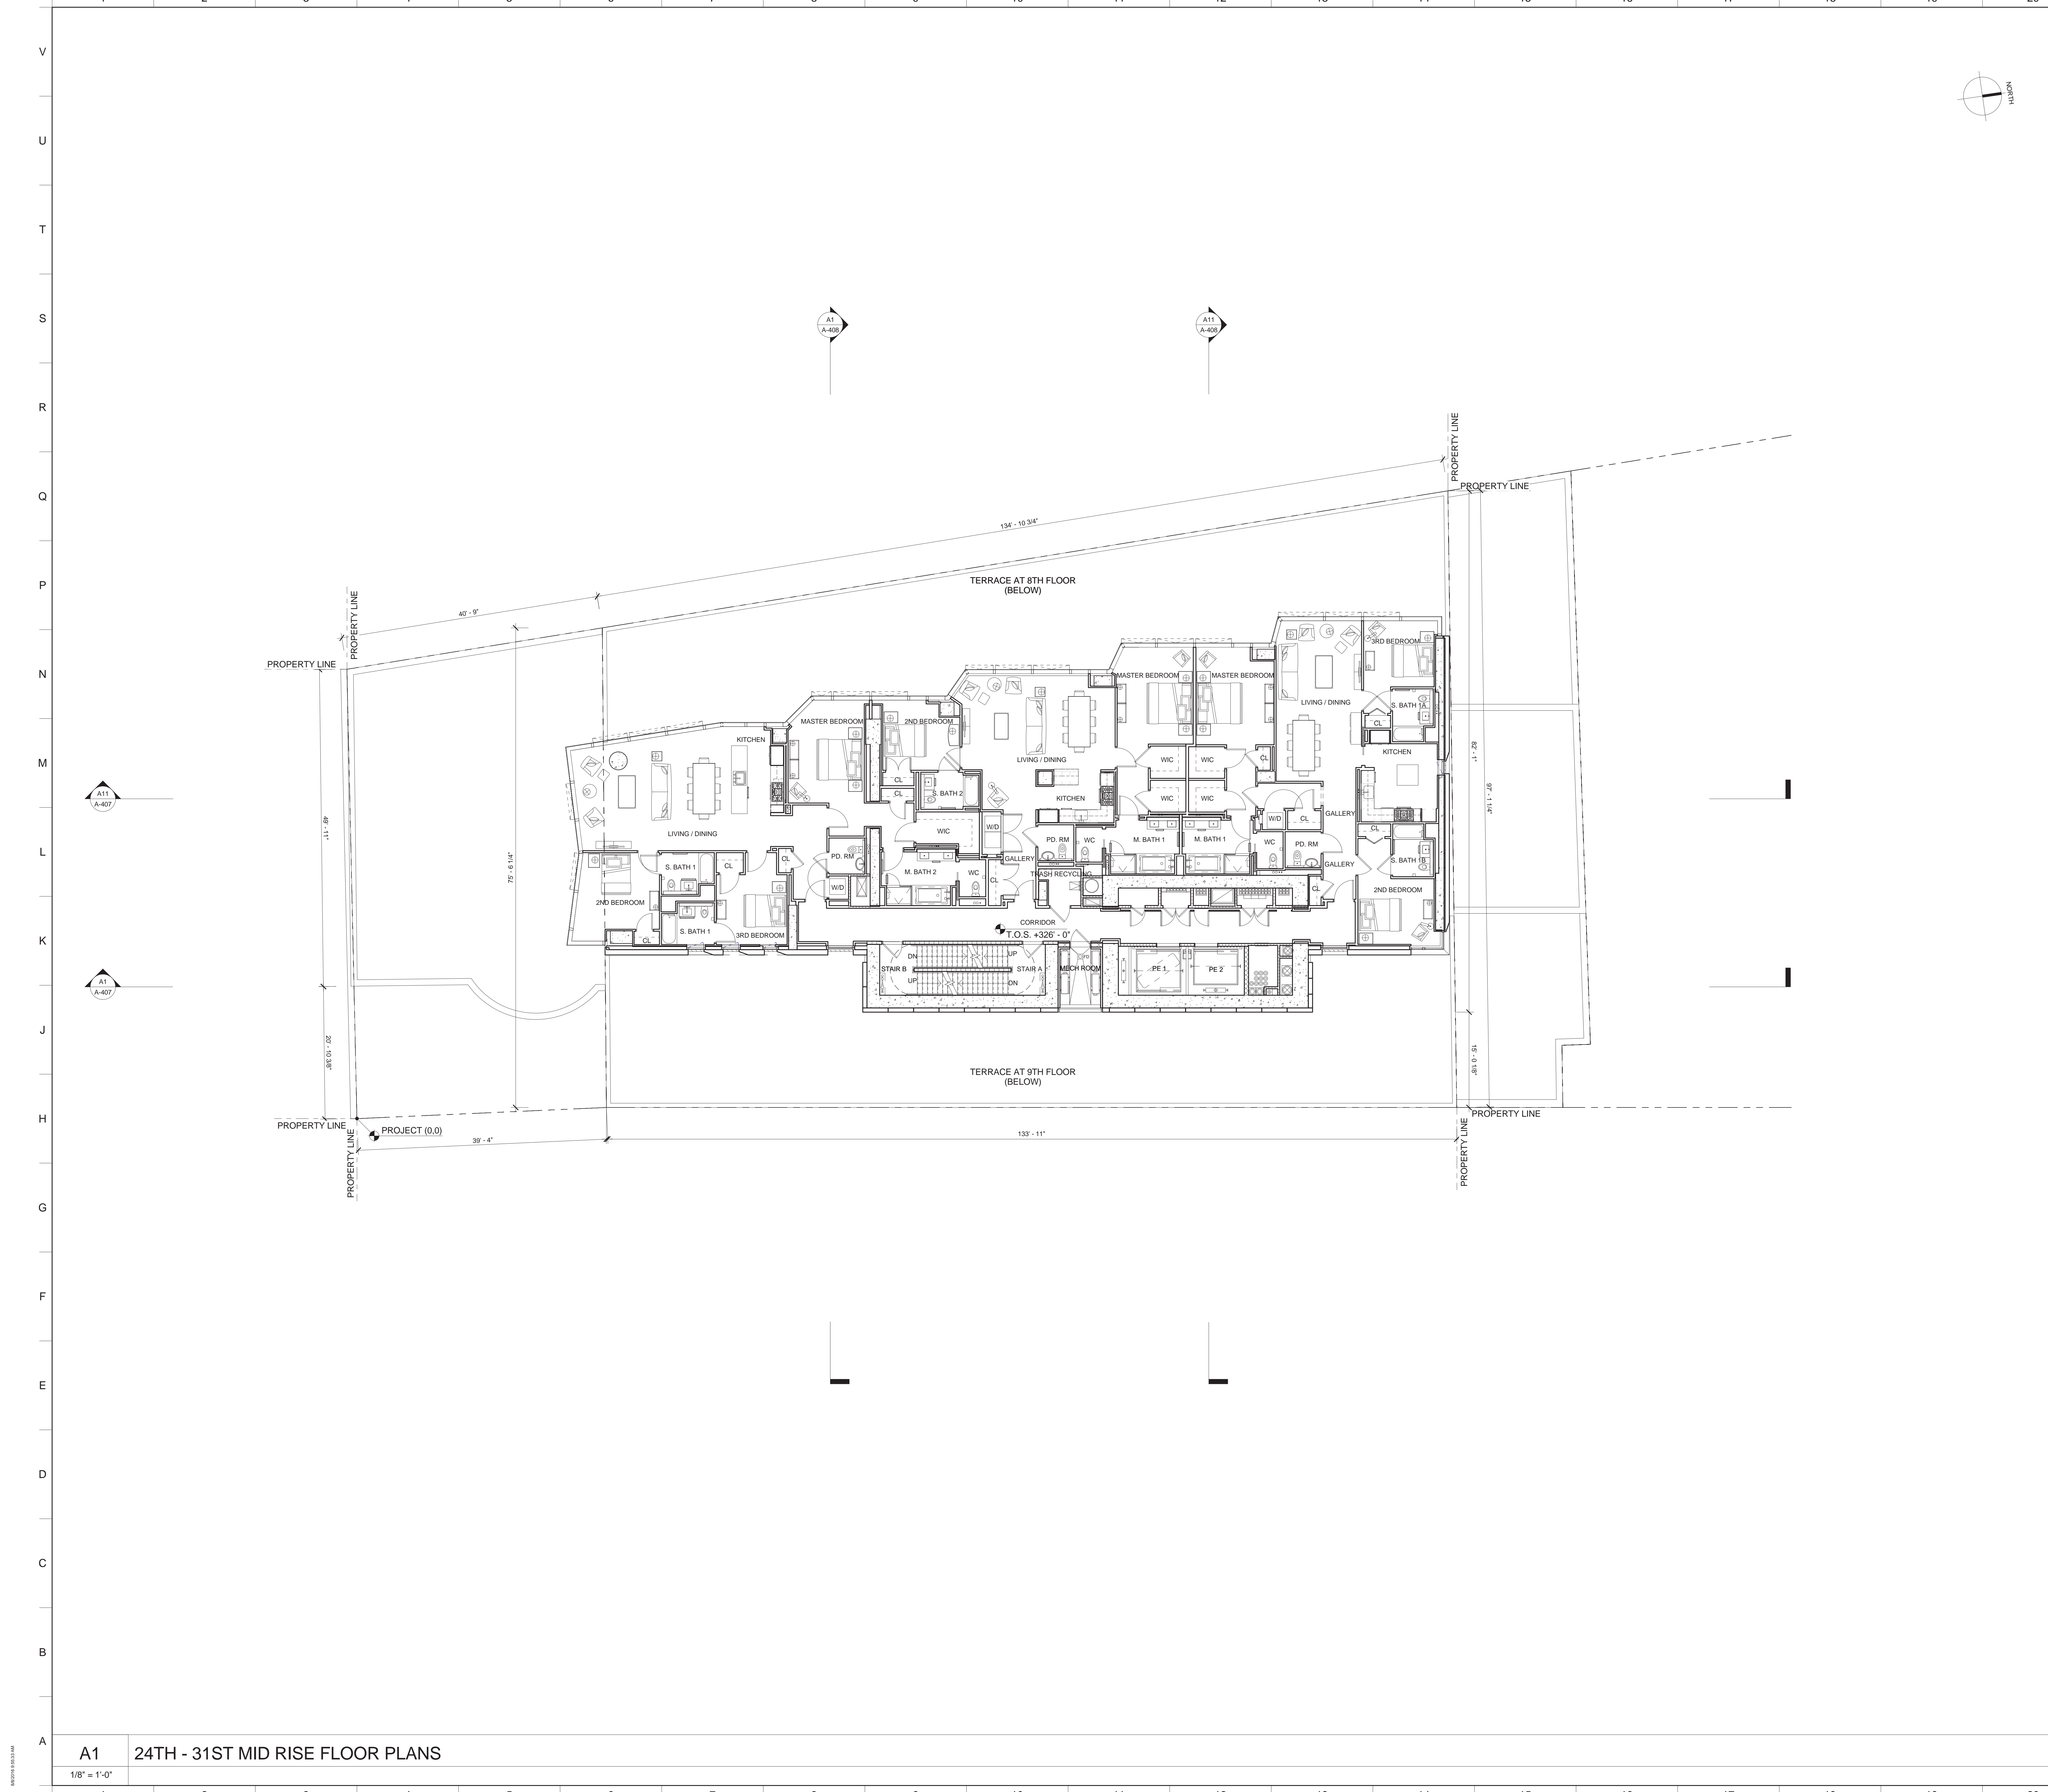 V
U
T
S
R
Q
P
N
M
L
K
J
H
G
F
E
D
C
B
A
NORTH
A1
A-408
A11
A-408
PROPERTY LINE
PROPERTY LINE
134' - 10 3/4"
TERRACE AT 8TH FLOOR
(BELOW)
40' - 9"
PROPERTY LINE
PROPERTY LINE
3RD BEDROOM
MASTER BEDROOM
MASTER BEDROOM
LIVING / DINING
S. BATH 1A
CL
MASTER BEDROOM
2ND BEDROOM
KITCHEN
KITCHEN
LIVING / DINING
WIC
WIC
CL
82' - 1"
97' - 1 1/4"
A11
A-407
CL
CL
S. BATH 2
KITCHEN
WIC
WIC
GALLERY
W/D
CL
49' - 11"
LIVING / DINING
WIC
W/D
CL
M. BATH 1
M. BATH 1
PD. RM
WC
WC
PD. RM
GALLERY
S. BATH 1B
75' - 6 1/4"
S. BATH 1
CL
CL
PD. RM
M. BATH 2
WC
CL
GALLERY
TRASH RECYCLING
CL
W/D
2ND BEDROOM
2ND BEDROOM
S. BATH 1
CL
3RD BEDROOM
CORRIDOR
T.O.S. +326' - 0"
DN
UP
STAIR B
STAIR A
UP
DN
MECH ROOM
PE 1
PE 2
A1
A-407
20' - 10 3/8"
15' - 0 1/8"
TERRACE AT 9TH FLOOR
(BELOW)
PROPERTY LINE
PROPERTY LINE
PROJECT (0,0)
PROPERTY LINE
PROPERTY LINE
39' - 4"
133' - 11"
A1
24TH - 31ST MID RISE FLOOR PLANS
1/8" = 1'-0"